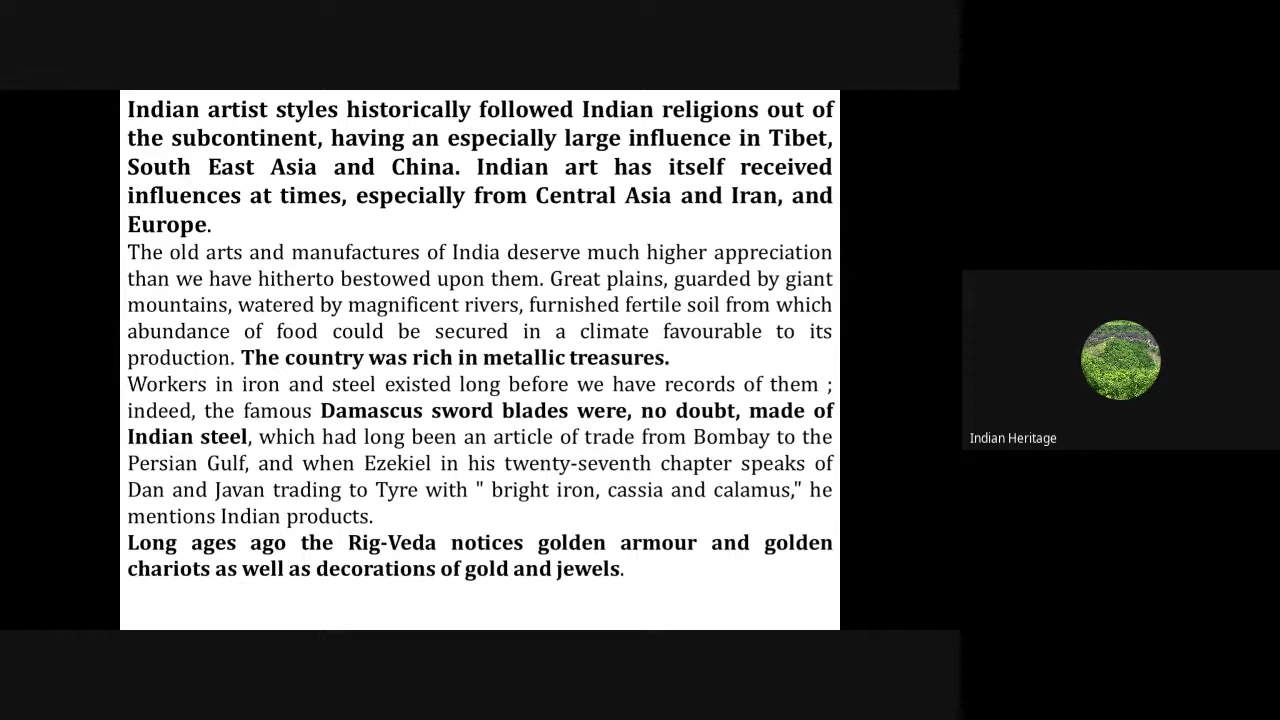 Indian artist styles historically followed Indian religions out of
the subcontinent, having an especially large influence in Tibet,
South East Asia and China. Indian art has itself received
influences at times, especially from Central Asia and Iran, and
Europe.
The old arts and manufactures of India deserve much higher appreciation
than we have hitherto bestowed upon them. Great plains, guarded by giant
mountains, watered by magnificent rivers, furnished fertile soil from which
abundance of food could be secured in a climate favourable to its
production. The country was rich in metallic treasures.
Workers in iron and steel existed long before we have records of them ;
indeed, the famous Damascus sword blades were, no doubt, made of
Indian steel, which had long been an article of trade from Bombay to the
Persian Gulf, and when Ezekiel in his twenty-seventh chapter speaks of
Dan and Javan trading to Tyre with " bright iron, cassia and calamus," he
mentions Indian products.
Long ages ago the Rig-Veda notices golden armour and golden
chariots as well as decorations of gold and jewels.
Indian Heritage